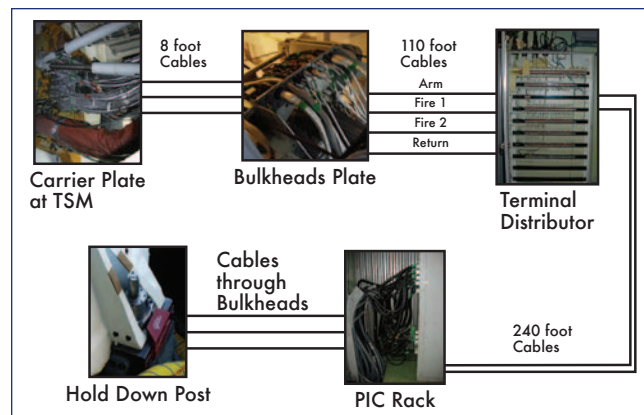 8 foot
Cables
110 foot
Cables
Arm
Fire 1
Fire 2
Return
Carrier Plate
at TSM
Bulkheads Plate
Terminal
Distributor
Cables
through
Bulkheads
240 foot
Cables
Hold Down Post
PIC Rack